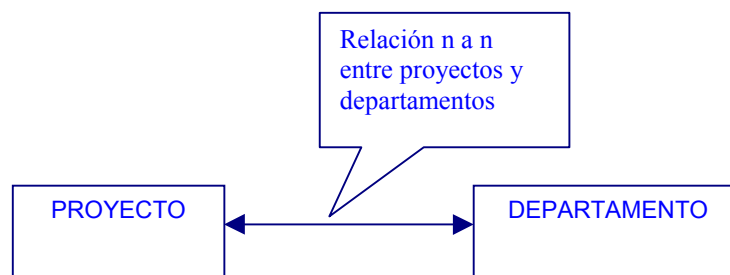 Relación n a n
entre proyectos y
departamentos
PROYECTO
DEPARTAMENTO